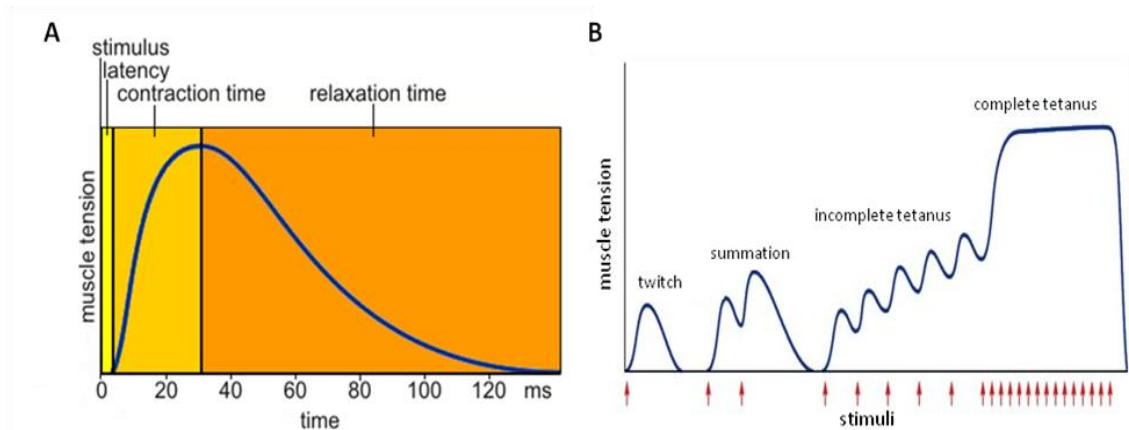 A
stimulus
latency
contraction time
relaxation time
muscle tension
0 20 40 60 80 100 120 ms
time
B
complete tetanus
incomplete tetanus
summation
twitch
muscle tension
stimuli